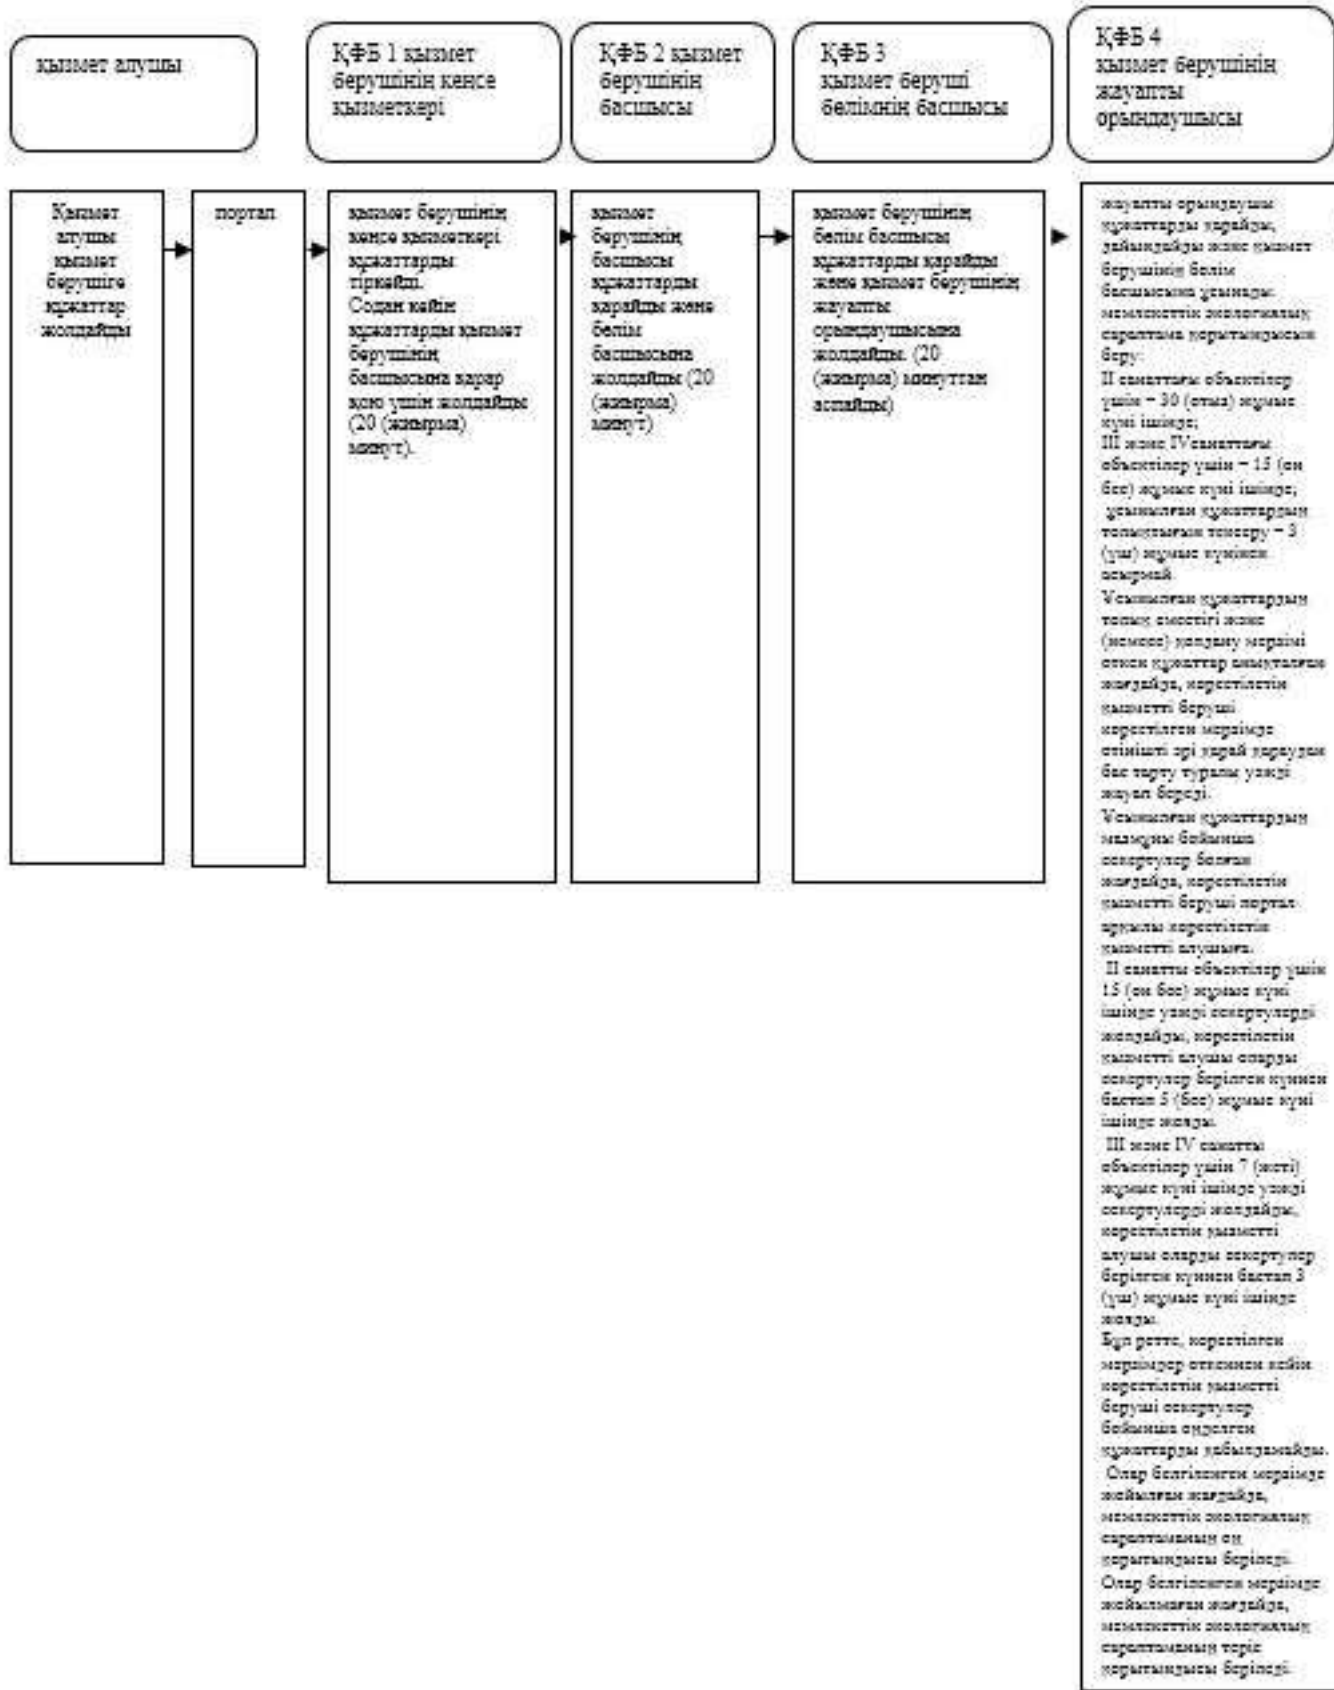 қызмет алушы
ҚФБ 1 қызмет
берушінің кеңсе
қызметкері
ҚФБ 2 қызмет
берушінің
басшысы
ҚФБ 3
қызмет беруші
бөлімнің басшысы
ҚФБ 4
қызмет берушінің
жауапты
орындаушысы
Қызмет
алушы
қызмет
берушіге
құжаттар
жолдайды
портал
қызмет берушінің
кеңсе қызметкері
құжаттарды
тіркейді.
Содан кейін
құжаттарды қызмет
берушінің
басшысына қарар
қою үшін жолдайды
(20 (жиырма)
минут).
қызмет
берушінің
басшысы
құжаттарды
қарайды және
бөлім
басшысына
жолдайды (20
(жиырма)
минут)
қызмет берушінің
бөлім басшысы
құжаттарды қарайды
және қызмет берушінің
жауапты
орындаушысына
жолдайды. (20
(жиырма) минуттан
аспайды)
жауапты орындаушы
құжаттарды қарайды,
дайындайды және қызмет
берушінің бөлім
басшысына ұсынады.
мемлекеттік экологиялық
сараптама қорытындысын
беру:
II санаттағы объектілер
үшін – 30 (отыз) жұмыс
күні ішінде;
III және IVсанаттағы
объектілер үшін – 15 (он
бес) жұмыс күні ішінде;
ұсынылған құжаттардың
толықтығын тексеру – 3
(үш) жұмыс күнінен
асырмай.
Ұсынылған құжаттардың
толық еместігі және
(немесе) қолдану мерзімі
өткен құжаттар анықталған
жағдайда, көрсетілетін
қызметті беруші
көрсетілген мерзімде
өтінішті әрі қарай қараудан
бас тарту туралы уәжді
жауап береді.
Ұсынылған құжаттардың
мазмұны бойынша
ескертулер болған
жағдайда, көрсетілетін
қызметті беруші портал
арқылы көрсетілетін
қызметті алушыға.
II санатты объектілер үшін
15 (он бес) жұмыс күні
ішінде уәжді ескертулерді
жолдайды, көрсетілетін
қызметті алушы оларды
ескертулер берілген күннен
бастап 5 (бес) жұмыс күні
ішінде жояды.
III және IV санатты
объектілер үшін 7 (жеті)
жұмыс күні ішінде уәжді
ескертулерді жолдайды,
көрсетілетін қызметті
алушы оларды ескертулер
берілген күннен бастап 3
(үш) жұмыс күні ішінде
жояды.
Бұл ретте, көрсетілген
мерзімдер өткеннен кейін
көрсетілетін қызметті
беруші ескертулер
бойынша өңделген
құжаттарды қабылдамайды.
Олар белгіленген мерзімде
жойылған жағдайда,
мемлекеттік экологиялық
сараптаманың оң
қорытындысы беріледі.
Олар белгіленген мерзімде
жойылмаған жағдайда,
мемлекеттік экологиялық
сараптаманың теріс
қорытындысы беріледі.